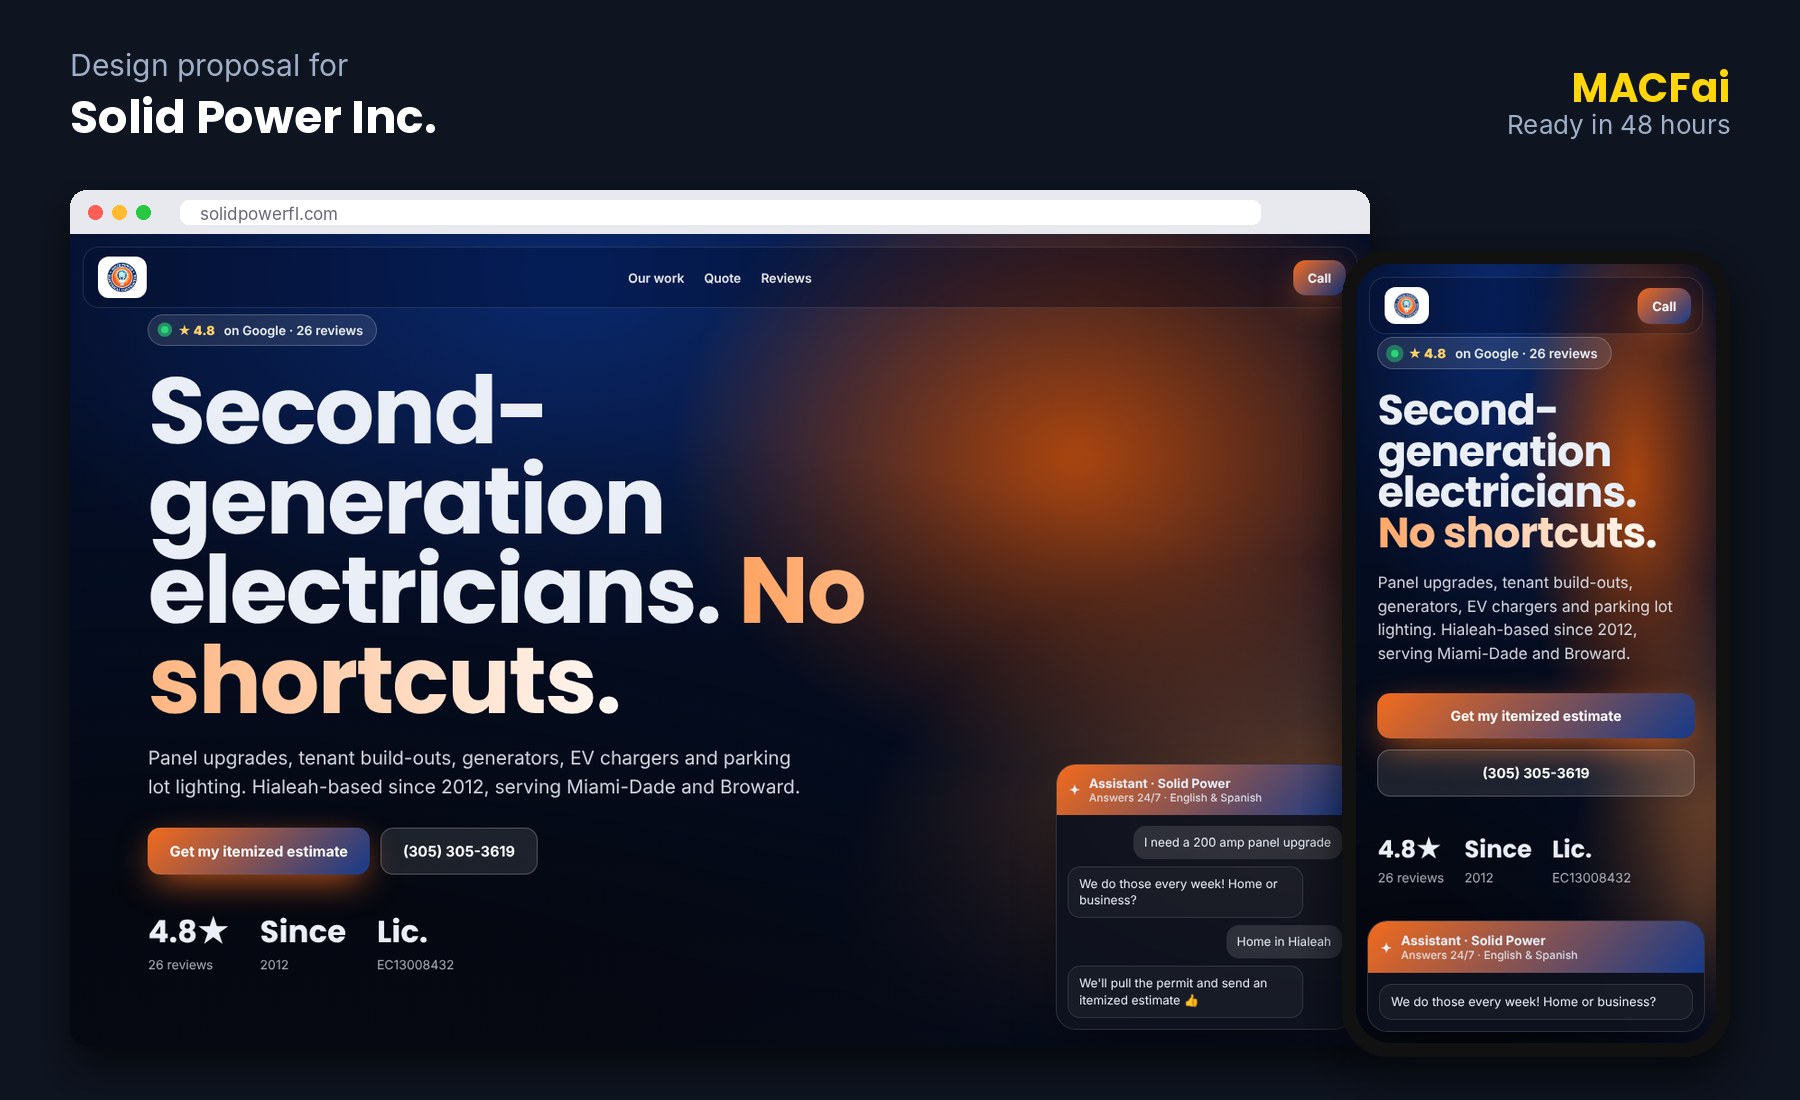 Design proposal for
Solid Power Inc.
MACFai
Ready in 48 hours
solidpowerfl.com
Our work
Quote
Reviews
Call
★ 4.8 on Google · 26 reviews
Second-
generation
electricians. No
shortcuts.
Panel upgrades, tenant build-outs, generators, EV chargers and parking
lot lighting. Hialeah-based since 2012, serving Miami-Dade and Broward.
Get my itemized estimate
(305) 305-3619
4.8★
26 reviews
Since
2012
Lic.
EC13008432
Assistant · Solid Power
Answers 24/7 · English & Spanish
I need a 200 amp panel upgrade
We do those every week! Home or
business?
Home in Hialeah
We'll pull the permit and send an
itemized estimate 👍
Call
★ 4.8 on Google · 26 reviews
Second-
generation
electricians.
No shortcuts.
Panel upgrades, tenant build-outs,
generators, EV chargers and parking lot
lighting. Hialeah-based since 2012,
serving Miami-Dade and Broward.
Get my itemized estimate
(305) 305-3619
4.8★
26 reviews
Since
2012
Lic.
EC13008432
Assistant · Solid Power
Answers 24/7 · English & Spanish
We do those every week! Home or business?